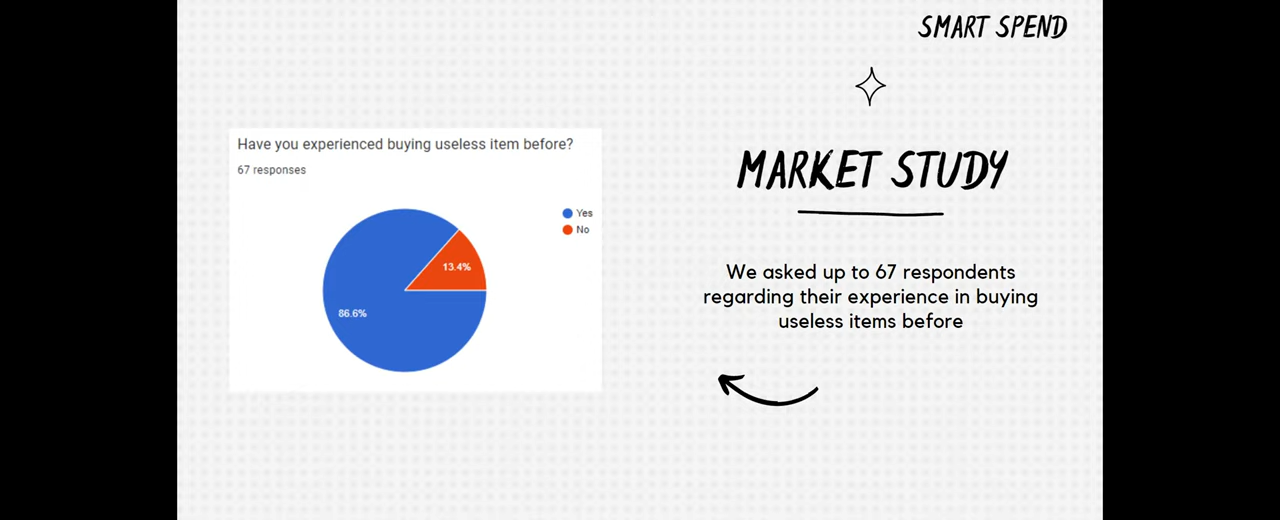 SMART SPEND
Have you experienced buying useless item before?
67 responses
Yes
No
13.4%
86.6%
MARKET STUDY
We asked up to 67 respondents
regarding their experience in buying
useless items before